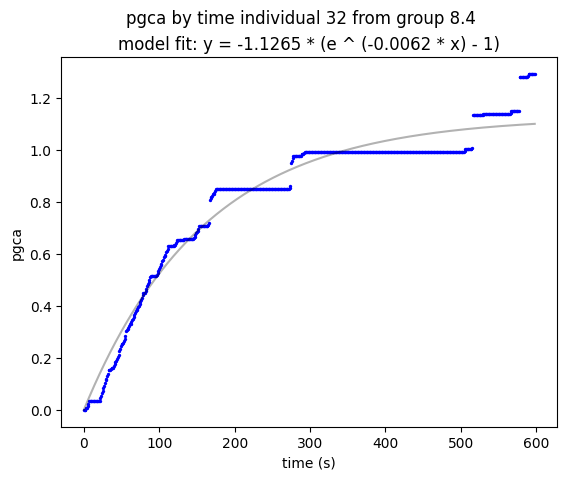 pgca by time individual 32 from group 8.4
model fit: y = -1.1265 * (e ^ (-0.0062 * x) - 1)
1.2
1.0
0.8
0.6
0.4
0.2
0.0
pgca
0 100 200 300 400 500 600
time (s)